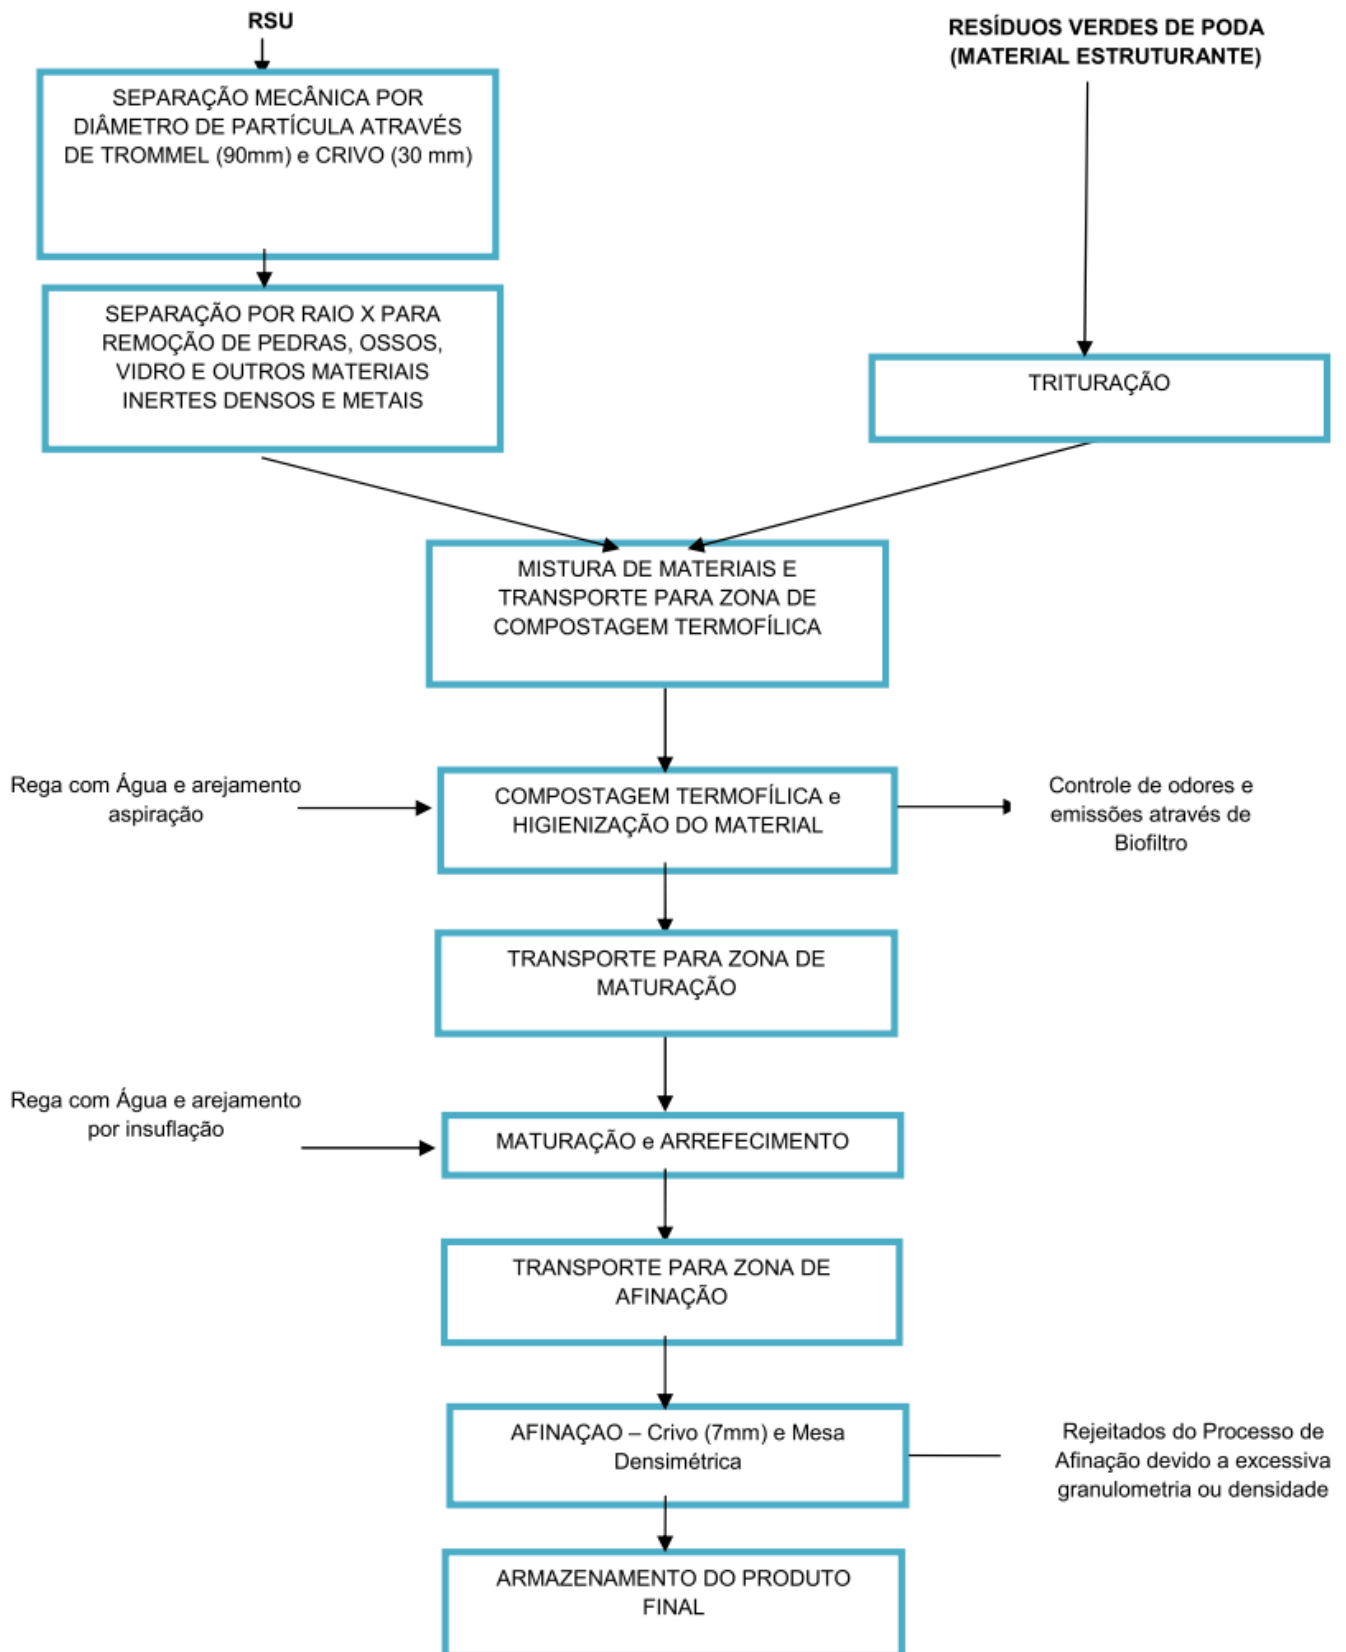 RSU
RESÍDUOS VERDES DE PODA
(MATERIAL ESTRUTURANTE)
SEPARAÇÃO MECÂNICA POR
DIÂMETRO DE PARTÍCULA ATRAVÉS
DE TROMMEL (90mm) e CRIVO (30 mm)
SEPARAÇÃO POR RAIO X PARA
REMOÇÃO DE PEDRAS, OSSOS,
VIDRO E OUTROS MATERIAIS
INERTES DENSOS E METAIS
TRITURAÇÃO
MISTURA DE MATERIAIS E
TRANSPORTE PARA ZONA DE
COMPOSTAGEM TERMOFÍLICA
Rega com Água e arejamento
aspiração
COMPOSTAGEM TERMOFÍLICA e
HIGIENIZAÇÃO DO MATERIAL
Controle de odores e
emissões através de
Biofiltro
TRANSPORTE PARA ZONA DE
MATURAÇÃO
Rega com Água e arejamento
por insuflação
MATURAÇÃO e ARREFECIMENTO
TRANSPORTE PARA ZONA DE
AFINAÇÃO
AFINAÇAO – Crivo (7mm) e Mesa
Densimétrica
Rejeitados do Processo de
Afinação devido a excessiva
granulometria ou densidade
ARMAZENAMENTO DO PRODUTO
FINAL